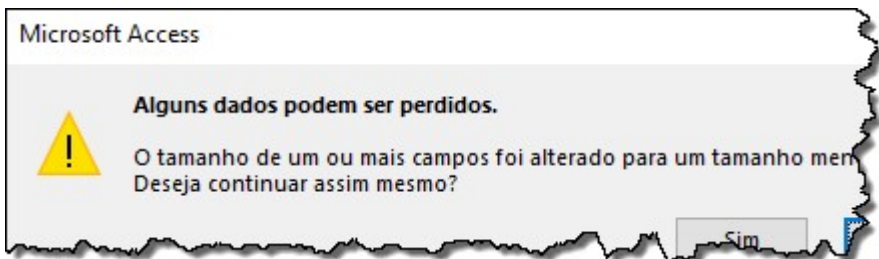 Microsoft Access
Alguns dados podem ser perdidos.
O tamanho de um ou mais campos foi alterado para um tamanho
Deseja continuar assim mesmo?
Sim